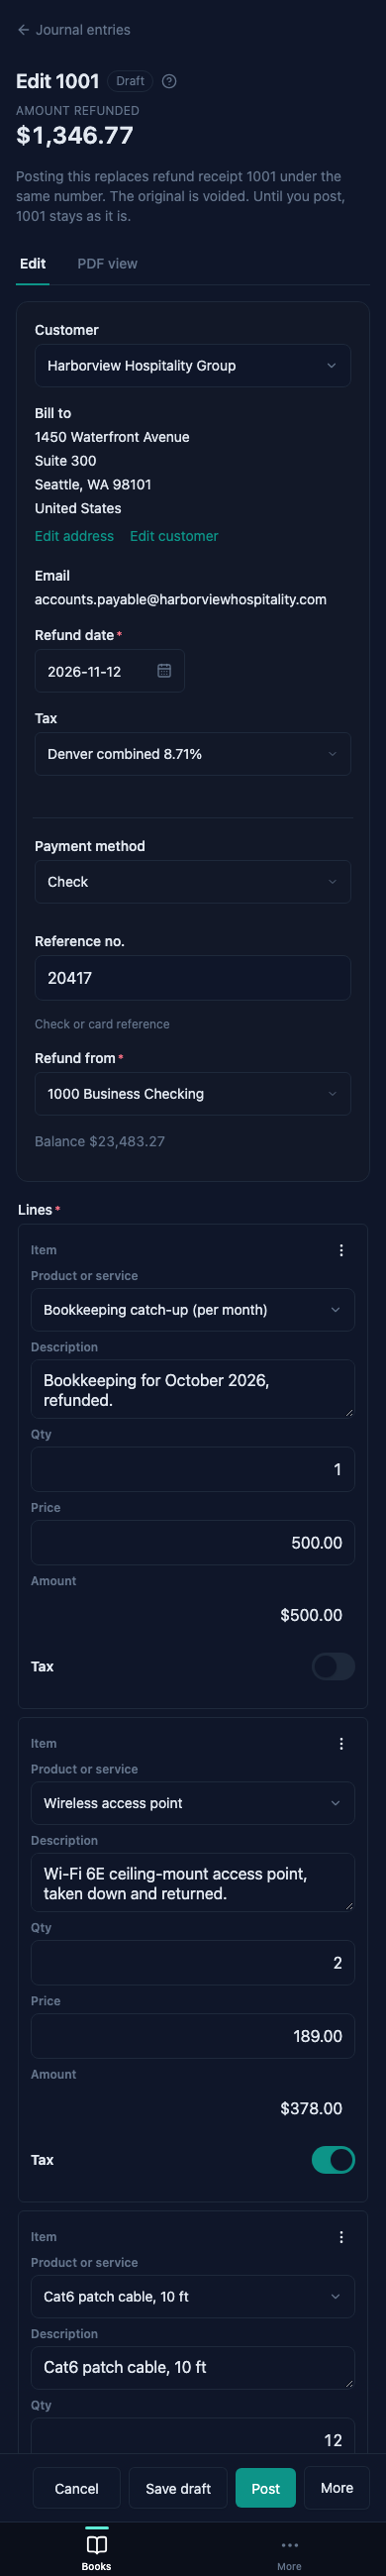 Journal entries
Edit 1001 Draft
AMOUNT REFUNDED
$1,346.77
Posting this replaces refund receipt 1001 under the
same number. The original is voided. Until you post,
1001 stays as it is.
Edit PDF view
Customer
Harborview Hospitality Group
Bill to
1450 Waterfront Avenue
Suite 300
Seattle, WA 98101
United States
Edit address Edit customer
Email
accounts.payable@harborviewhospitality.com
Refund date *
2026-11-12
Tax
Denver combined 8.71%
Payment method
Check
Reference no.
20417
Check or card reference
Refund from *
1000 Business Checking
Balance $23,483.27
Lines *
Item
Product or service
Bookkeeping catch-up (per month)
Description
Bookkeeping for October 2026,
refunded.
Qty
1
Price
500.00
Amount
$500.00
Tax
Item
Product or service
Wireless access point
Description
Wi-Fi 6E ceiling-mount access point,
taken down and returned.
Qty
2
Price
189.00
Amount
$378.00
Tax
Item
Product or service
Cat6 patch cable, 10 ft
Description
Cat6 patch cable, 10 ft
Qty
12
Cancel Save draft Post More
Books More